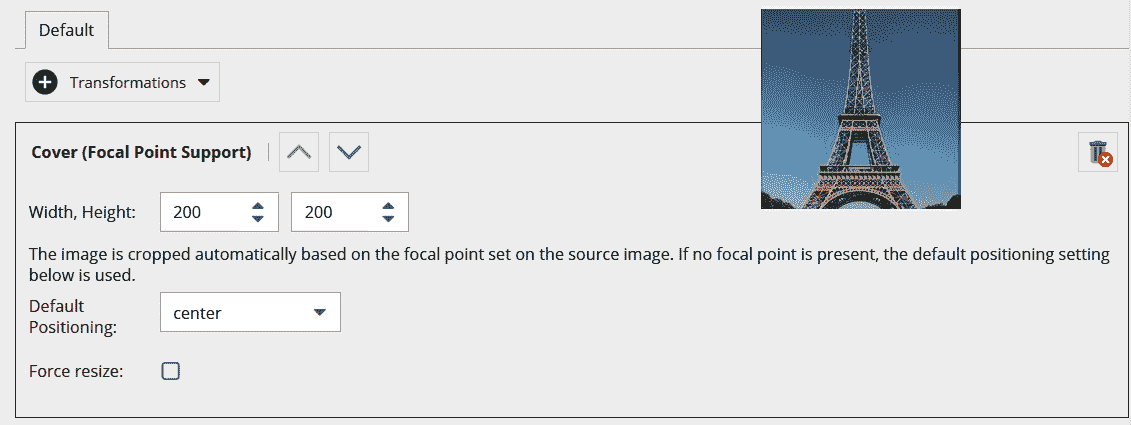 Default
Transformations
Cover (Focal Point Support)
Width, Height: 200 200
The image is cropped automatically based on the focal point set on the source image. If no focal point is present, the default positioning setting
below is used.
Default
Positioning: center
Force resize: